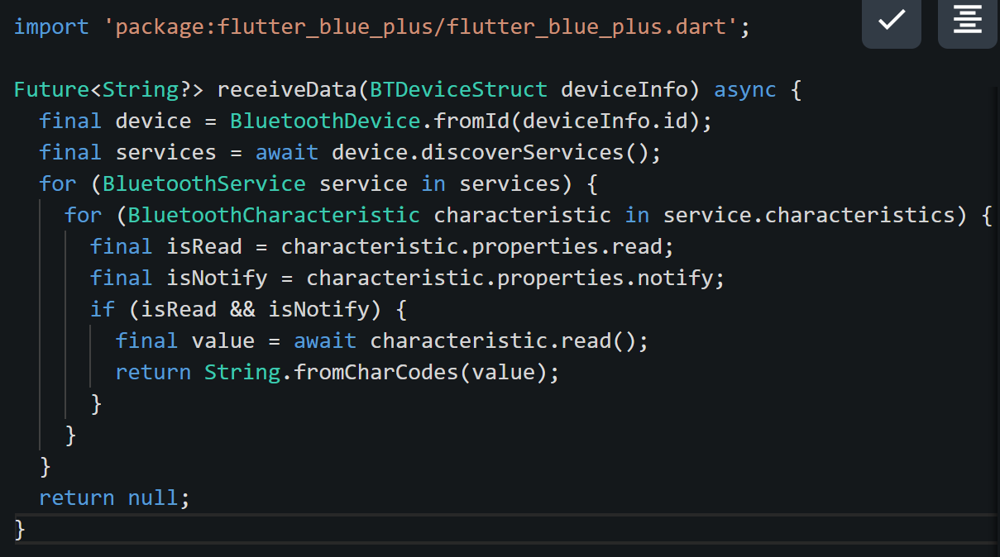 import 'package:flutter_blue_plus/flutter_blue_plus.dart';

Future<String?> receiveData(BTDeviceStruct deviceInfo) async {
  final device = BluetoothDevice.fromId(deviceInfo.id);
  final services = await device.discoverServices();
  for (BluetoothService service in services) {
    for (BluetoothCharacteristic characteristic in service.characteristics) {
      final isRead = characteristic.properties.read;
      final isNotify = characteristic.properties.notify;
      if (isRead && isNotify) {
        final value = await characteristic.read();
        return String.fromCharCodes(value);
      }
    }
  }
  return null;
}